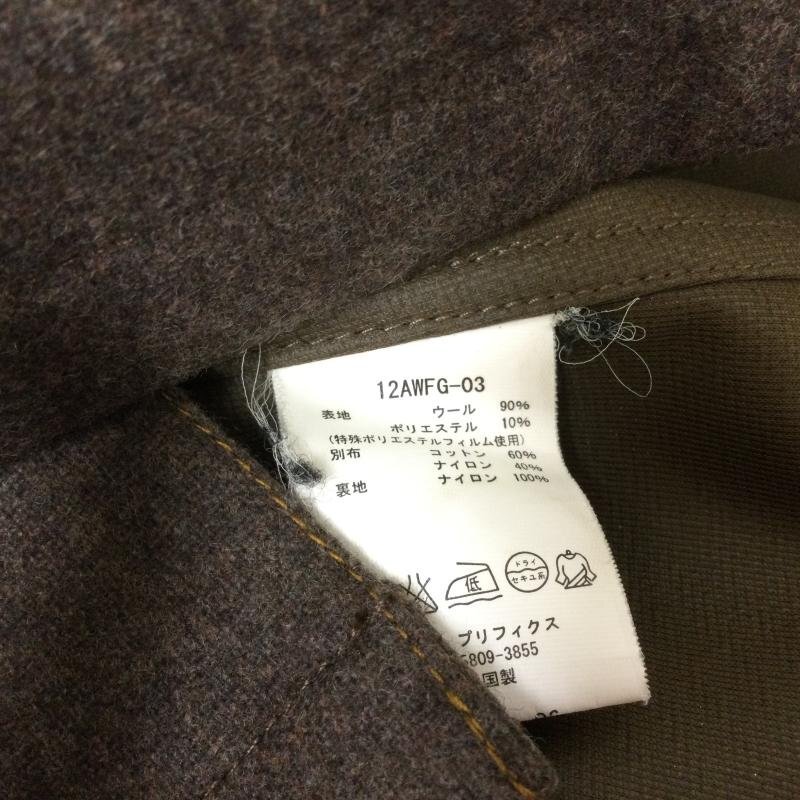 12AWFG-03
表地 ウール 90%
ポリエステル 10%
(特殊ポリエステルフィルム使用)
別布 コットン 60%
ナイロン 40%
裏地 ナイロン 100%
低 ドライ
セキユ系
プリフィクス
5809-3855
国製